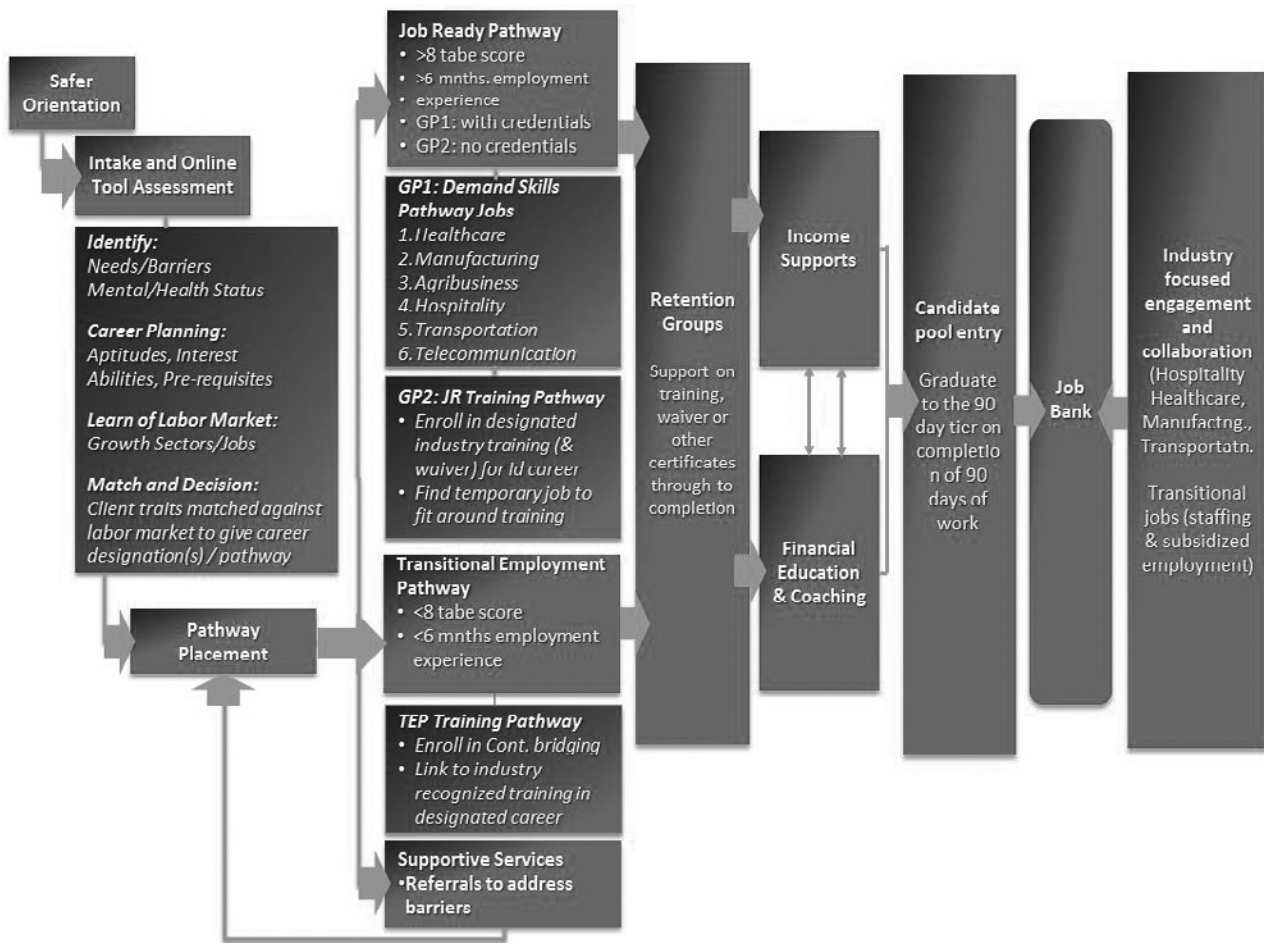 Safer
Orientation
Intake and Online
Tool Assessment
Identify:
Needs/Barriers
Mental/Health Status
Career Planning:
Aptitudes, Interest
Abilities, Pre-requisites
Learn of Labor Market:
Growth Sectors/Jobs
Match and Decision:
Client traits matched against
labor market to give career
designation(s) / pathway
Pathway
Placement
Job Ready Pathway
• >8 tabe score
• >6 mnths. employment
• experience
• GP1: with credentials
• GP2: no credentials
GP1: Demand Skills
Pathway Jobs
1. Healthcare
2. Manufacturing
3. Agribusiness
4. Hospitality
5. Transportation
6. Telecommunication
GP2: JR Training Pathway
• Enroll in designated
industry training (&
waiver) for Id career
• Find temporary job to
fit around training
Transitional Employment
Pathway
• <8 tabe score
• <6 mnths employment
experience
TEP Training Pathway
• Enroll in Cont. bridging
• Link to industry
recognized training in
designated career
Supportive Services
•Referrals to address
barriers
Retention
Groups
Support on
training,
waiver or
other
certificates
through to
completion
Income
Supports
Financial
Education
& Coaching
Candidate
pool entry
Graduate
to the 90
day tier on
completio
n of 90
days of
work
Job
Bank
Industry
focused
engagement
and
collaboration
(Hospitality
Healthcare,
Manufactng.,
Transportatn.
Transitional
jobs (staffing
& subsidized
employment)